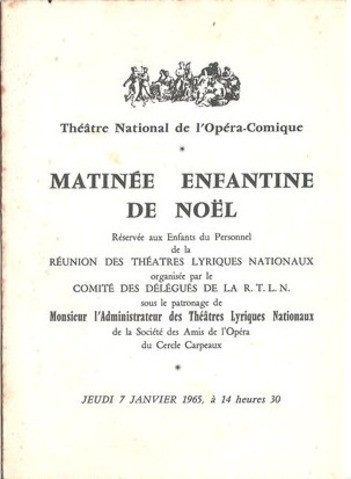 Théâtre National de l'Opéra-Comique
*
MATINÉE ENFANTINE
DE NOËL
Réservée aux Enfants du Personnel
de la
RÉUNION DES THÉATRES LYRIQUES NATIONAUX
organisée par le
COMITÉ DES DÉLÉGUÉS DE LA R. T. L. N.
sous le patronage de
Monsieur l'Administrateur des Théâtres Lyriques Nationaux
de la Société des Amis de l'Opéra
du Cercle Carpeaux
*
JEUDI 7 JANVIER 1965, à 14 heures 30